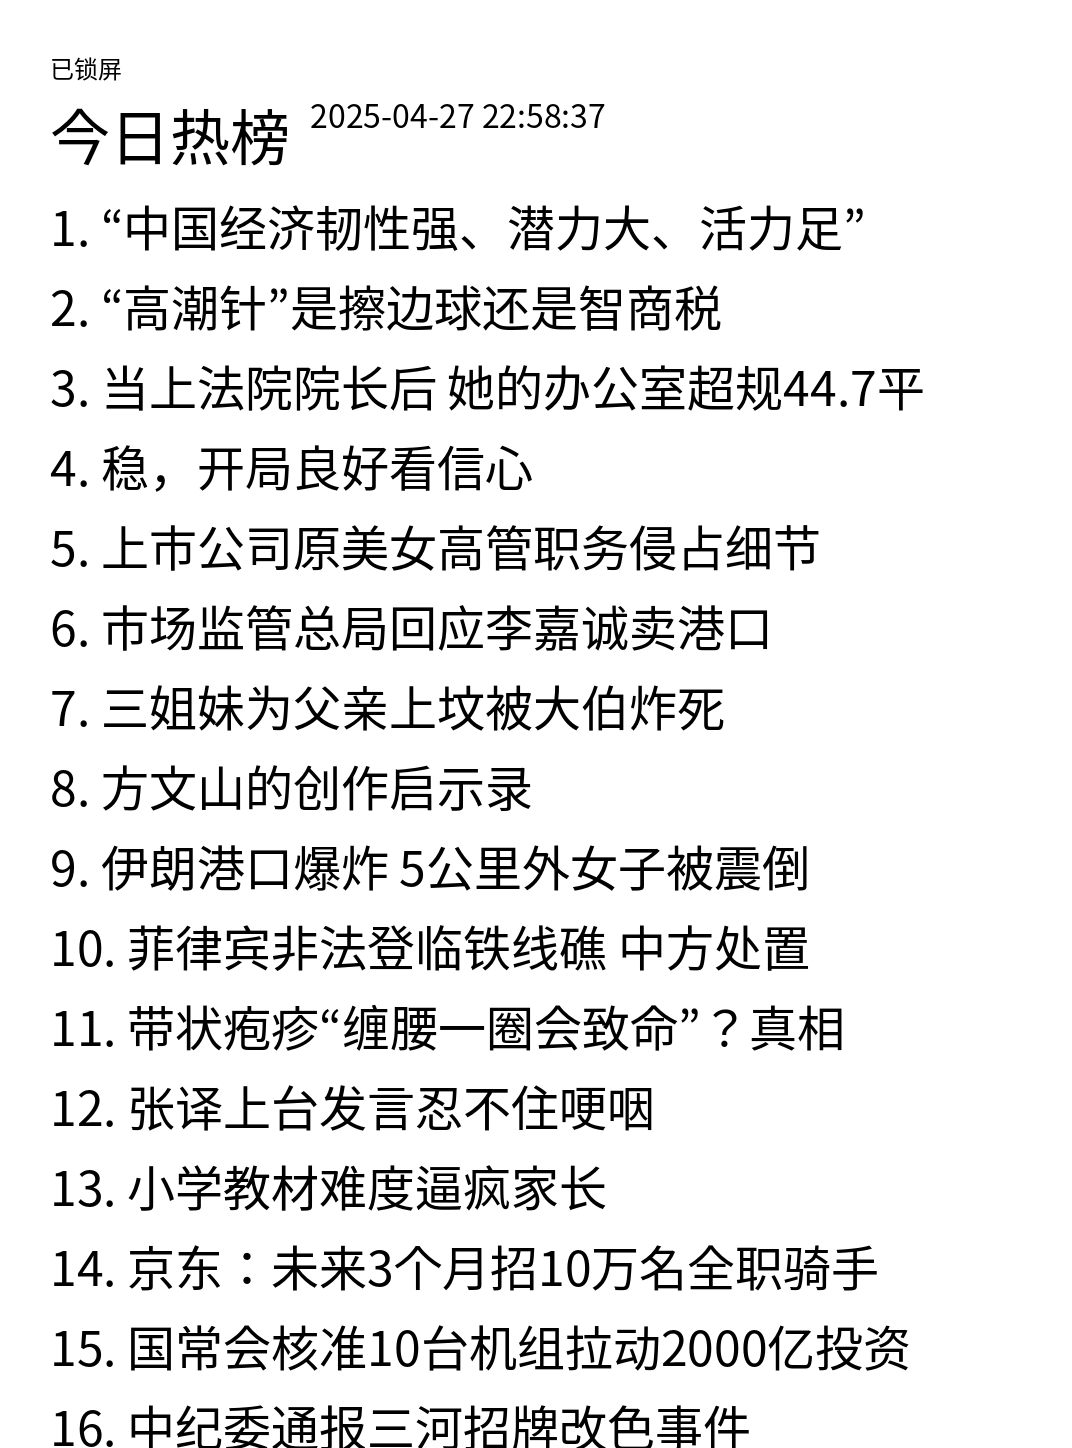 已锁屏
今日热榜 2025-04-27 22:58:37
1. “中国经济韧性强、潜力大、活力足”
2. “高潮针”是擦边球还是智商税
3. 当上法院院长后 她的办公室超规44.7平
4. 稳，开局良好看信心
5. 上市公司原美女高管职务侵占细节
6. 市场监管总局回应李嘉诚卖港口
7. 三姐妹为父亲上坟被大伯炸死
8. 方文山的创作启示录
9. 伊朗港口爆炸 5公里外女子被震倒
10. 菲律宾非法登临铁线礁 中方处置
11. 带状疱疹“缠腰一圈会致命”？真相
12. 张译上台发言忍不住哽咽
13. 小学教材难度逼疯家长
14. 京东：未来3个月招10万名全职骑手
15. 国常会核准10台机组拉动2000亿投资
16. 中纪委通报三河招牌改色事件